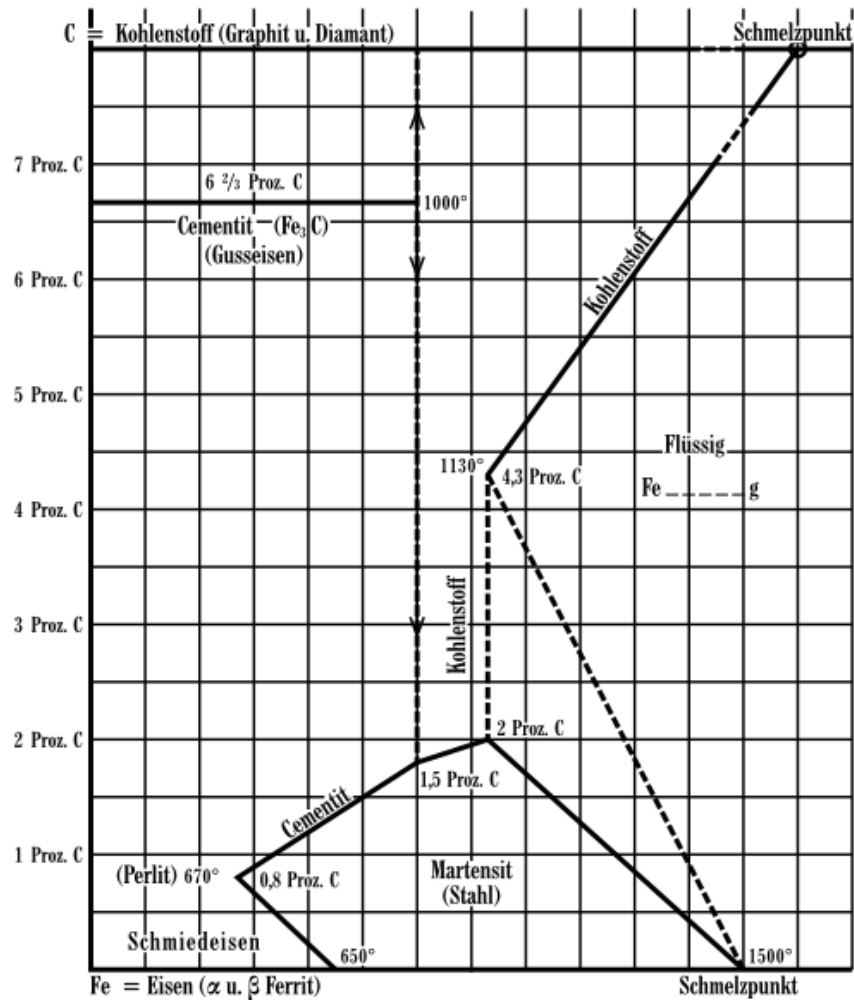 C = Kohlenstoff (Graphit u. Diamant)
Schmelzpunkt
7 Proz. C
6 2/3 Proz. C
1000°
Cementit (Fe₃C)
(Gusseisen)
Kohlenstoff
6 Proz. C
5 Proz. C
Flüssig
1130°
4,3 Proz. C
Fe _ _ _ _ _ g
4 Proz. C
Kohlenstoff
3 Proz. C
2 Proz. C
2 Proz. C
1,5 Proz. C
Cementit
1 Proz. C
(Perlit) 670°
0,8 Proz. C
Martensit
(Stahl)
Schmiedeisen
650°
1500°
Fe = Eisen (α u. β Ferrit)
Schmelzpunkt